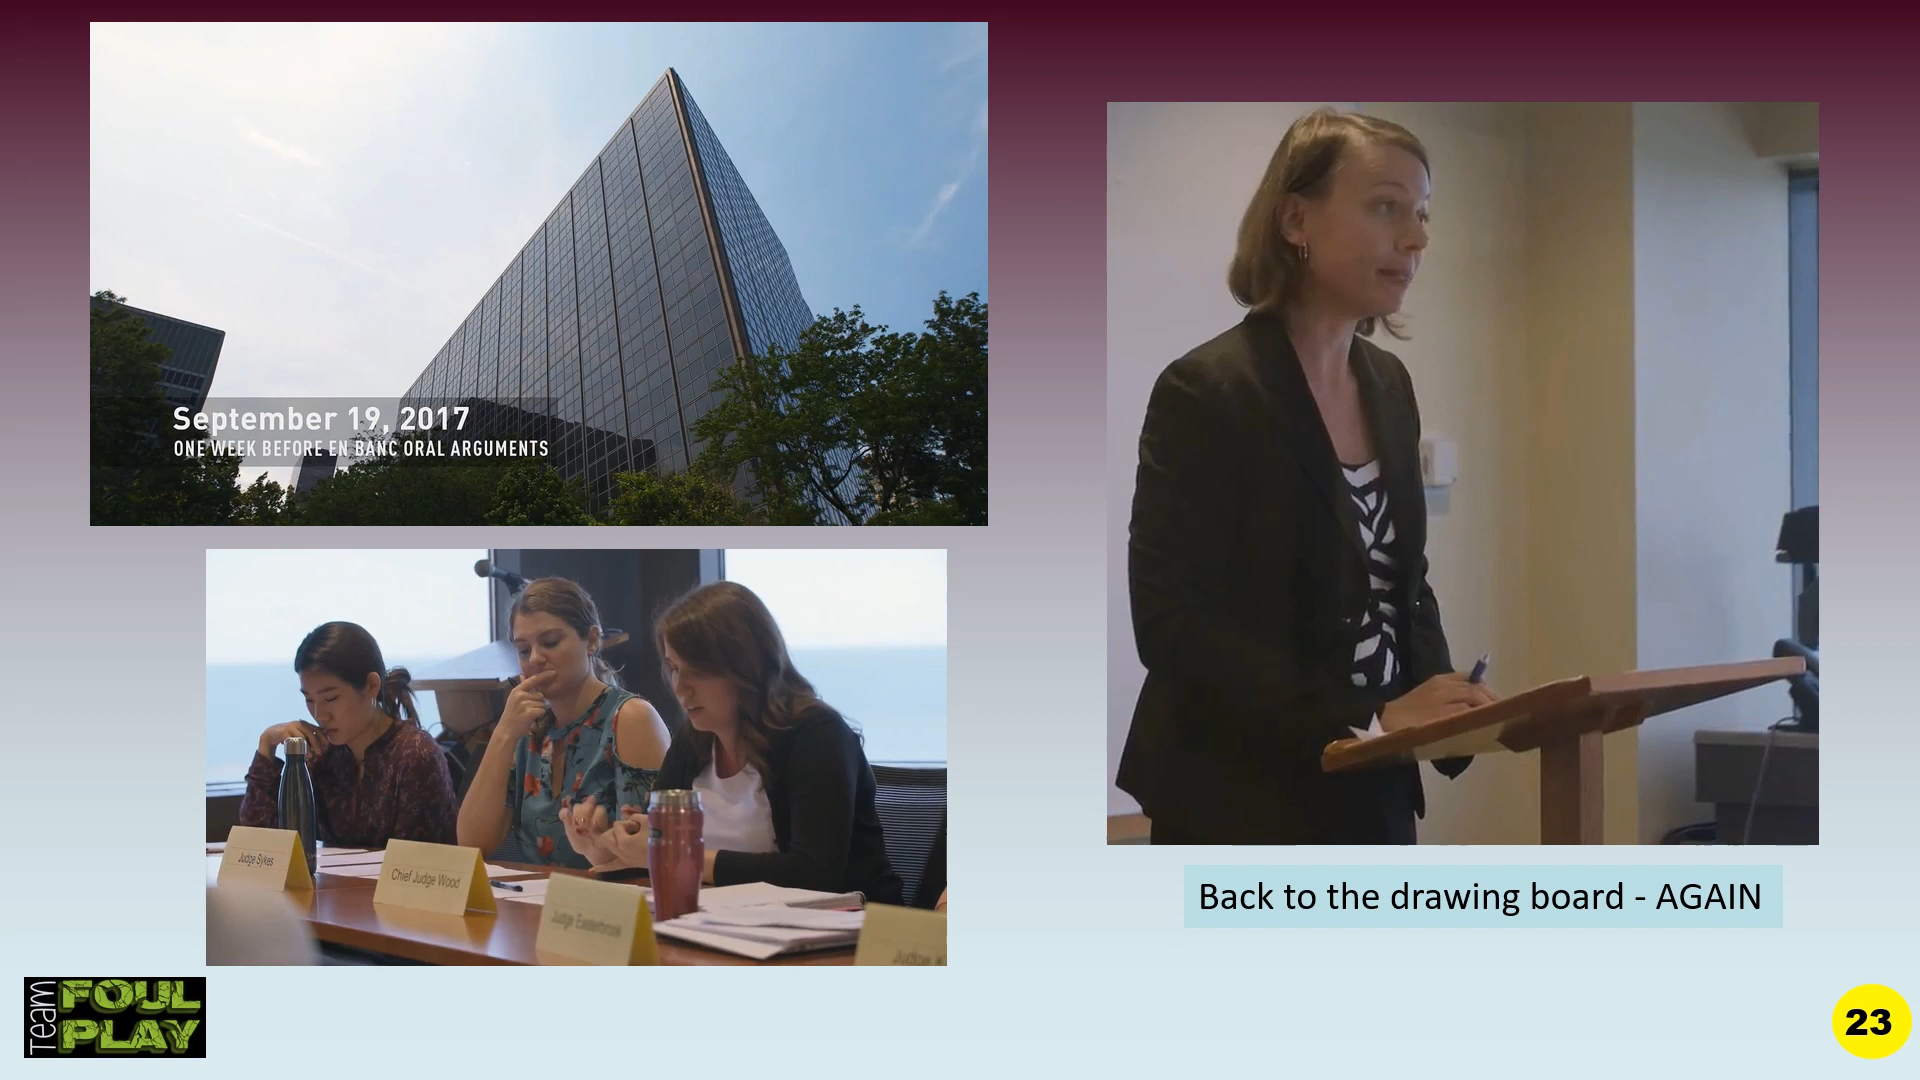 September 19, 2017
ONE WEEK BEFORE EN BANC ORAL ARGUMENTS
Judge Sykes
Chief Judge Wood
Judge Easterbrook
Judge
Back to the drawing board - AGAIN
Team
FOUL
PLAY
23